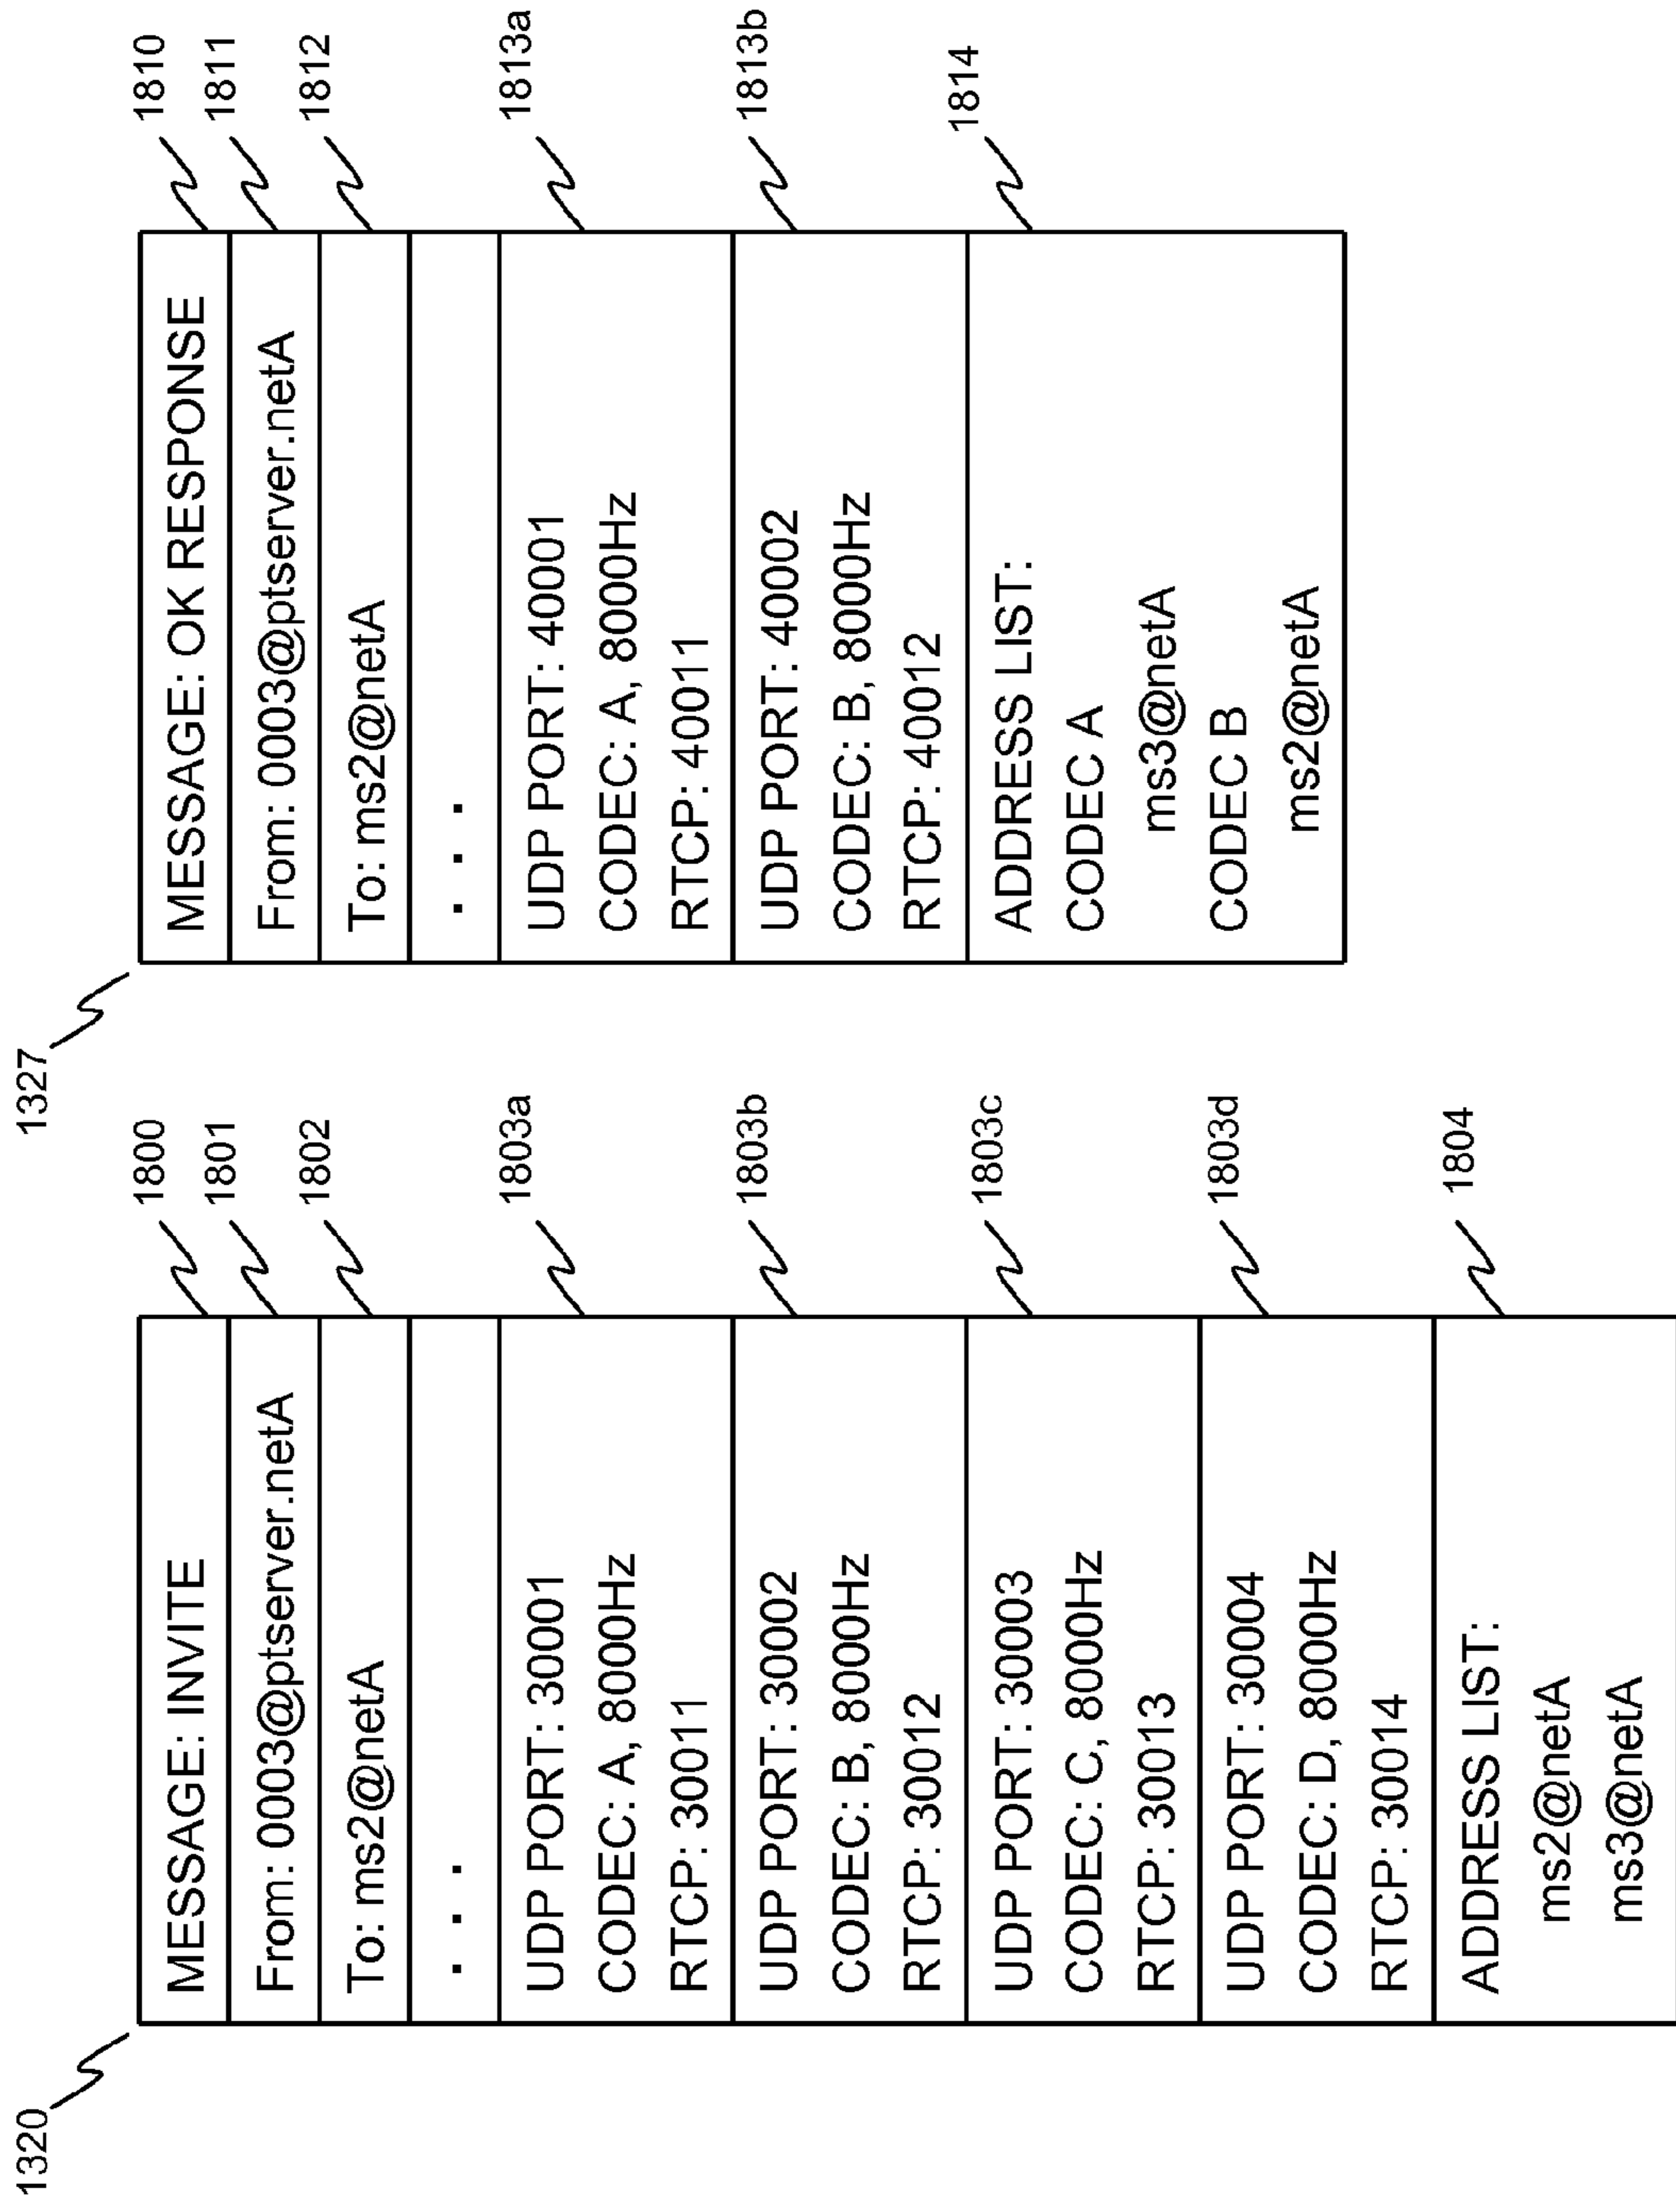 1320
MESSAGE: INVITE
1800
From: 0003@ptserver.netA
1801
To: ms2@netA
1802
. . .
UDP PORT: 30001
CODEC: A, 8000Hz
RTCP: 30011
1803a
UDP PORT: 30002
CODEC: B, 8000Hz
RTCP: 30012
1803b
UDP PORT: 30003
CODEC: C, 8000Hz
RTCP: 30013
1803c
UDP PORT: 30004
CODEC: D, 8000Hz
RTCP: 30014
1803d
ADDRESS LIST:
ms2@netA
ms3@netA
1804
1327
MESSAGE: OK RESPONSE
1810
From: 0003@ptserver.netA
1811
To: ms2@netA
1812
. . .
UDP PORT: 40001
CODEC: A, 8000Hz
RTCP: 40011
1813a
UDP PORT: 40002
CODEC: B, 8000Hz
RTCP: 40012
1813b
ADDRESS LIST:
CODEC A
ms3@netA
CODEC B
ms2@netA
1814